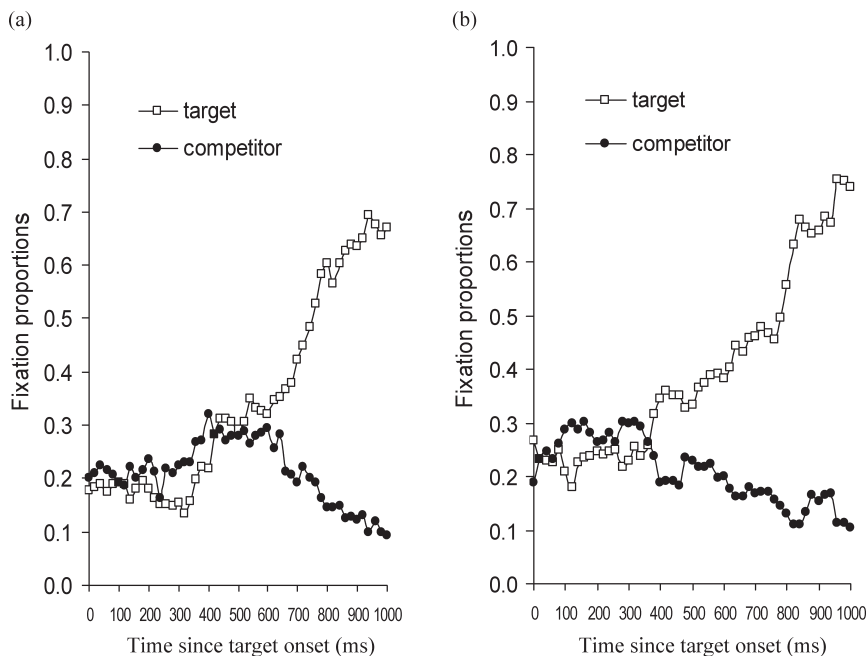 (a)
1.0
0.9
0.8
0.7
0.6
0.5
0.4
0.3
0.2
0.1
0.0
Fixation proportions
target
competitor
0 100 200 300 400 500 600 700 800 900 1000
Time since target onset (ms)
(b)
1.0
0.9
0.8
0.7
0.6
0.5
0.4
0.3
0.2
0.1
0.0
Fixation proportions
target
competitor
0 100 200 300 400 500 600 700 800 900 1000
Time since target onset (ms)